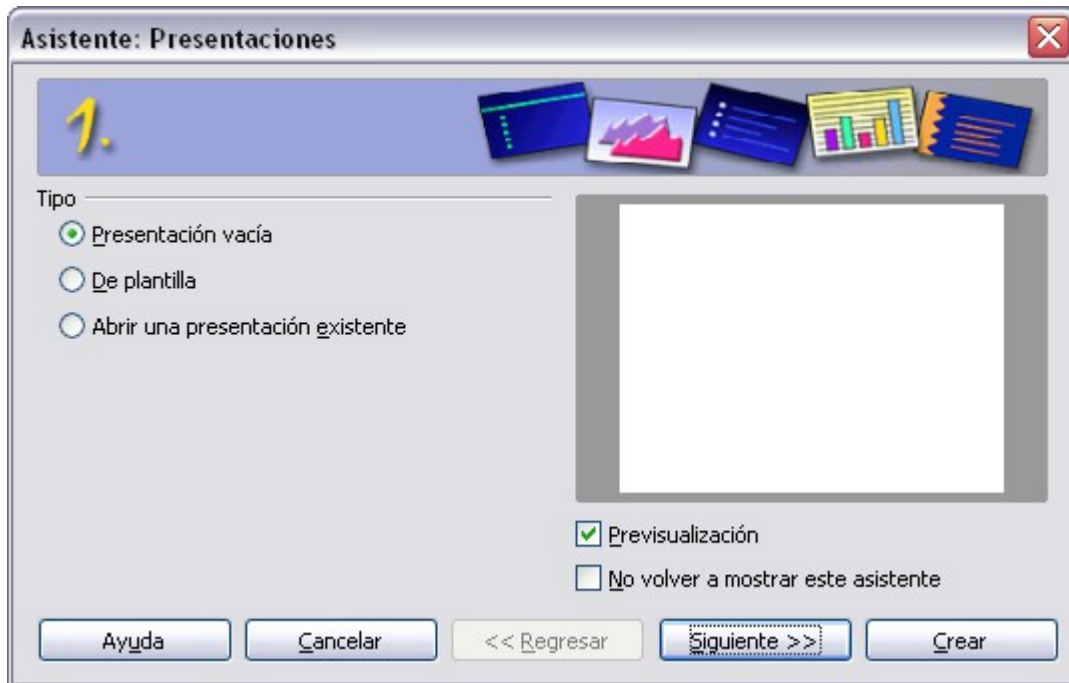 Asistente: Presentaciones
1.
Tipo
Presentación vacía
De plantilla
Abrir una presentación existente
Previsualización
No volver a mostrar este asistente
Ayuda
Cancelar
<< Regresar
Siguiente >>
Crear